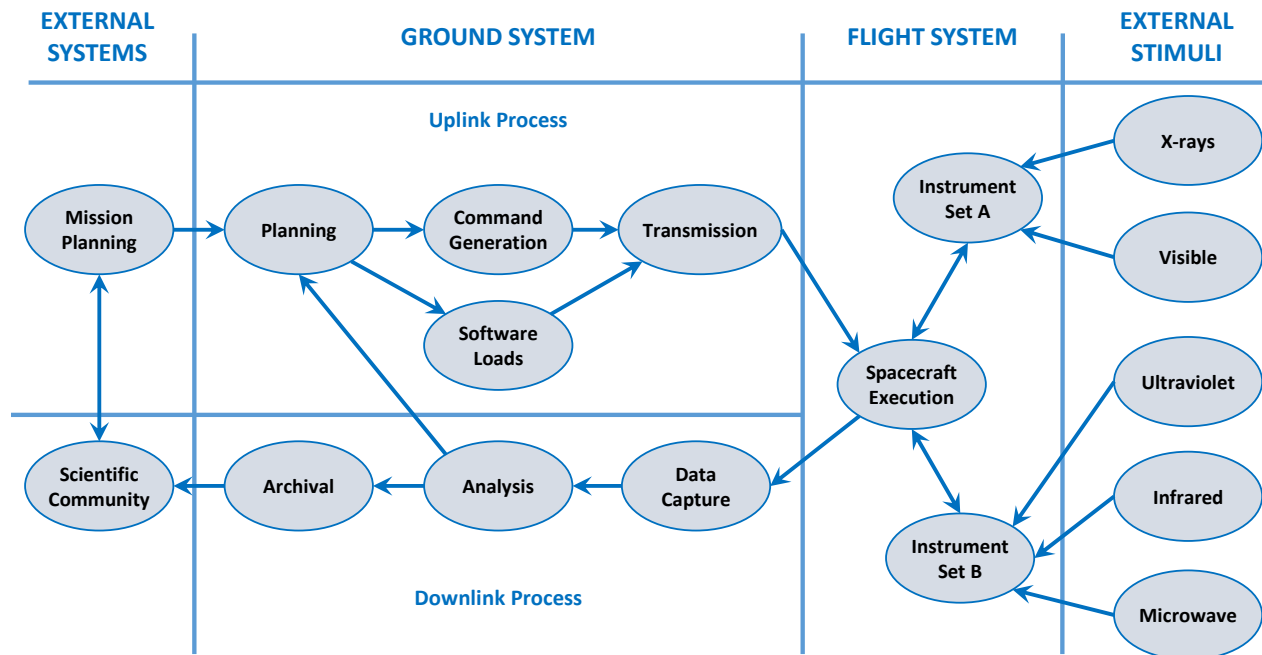 EXTERNAL
SYSTEMS
GROUND SYSTEM
FLIGHT SYSTEM
EXTERNAL
STIMULI
Uplink Process
Mission
Planning
Planning
Command
Generation
Transmission
Software
Loads
Instrument
Set A
X-rays
Visible
Spacecraft
Execution
Ultraviolet
Scientific
Community
Archival
Analysis
Data
Capture
Instrument
Set B
Infrared
Microwave
Downlink Process